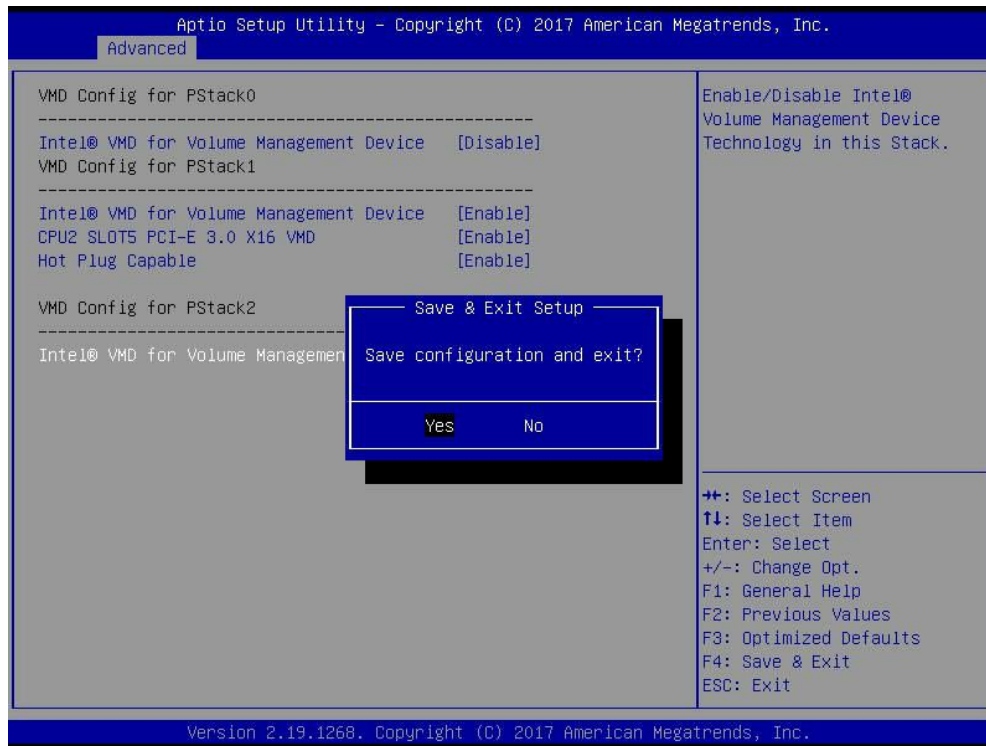 Aptio Setup Utility – Copyright (C) 2017 American Megatrends, Inc.
Advanced
VMD Config for PStack0
------------------------------------------------------
Intel® VMD for Volume Management Device [Disable]
VMD Config for PStack1
------------------------------------------------------
Intel® VMD for Volume Management Device [Enable]
CPU2 SLOT5 PCI-E 3.0 X16 VMD [Enable]
Hot Plug Capable [Enable]
VMD Config for PStack2
Intel® VMD for Volume Managemen
Save & Exit Setup
Save configuration and exit?
Yes No
Enable/Disable Intel®
Volume Management Device
Technology in this Stack.
→←: Select Screen
↑↓: Select Item
Enter: Select
+/-: Change Opt.
F1: General Help
F2: Previous Values
F3: Optimized Defaults
F4: Save & Exit
ESC: Exit
Version 2.19.1268. Copyright (C) 2017 American Megatrends, Inc.